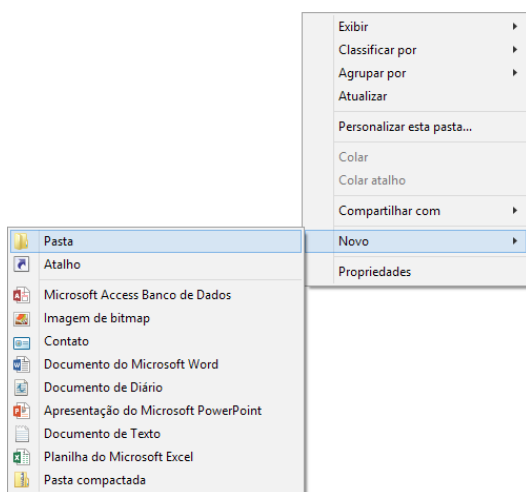 Exibir
Classificar por
Agrupar por
Atualizar
Personalizar esta pasta...
Colar
Colar atalho
Compartilhar com
Novo
Propriedades
Pasta
Atalho
Microsoft Access Banco de Dados
Imagem de bitmap
Contato
Documento do Microsoft Word
Documento de Diário
Apresentação do Microsoft PowerPoint
Documento de Texto
Planilha do Microsoft Excel
Pasta compactada